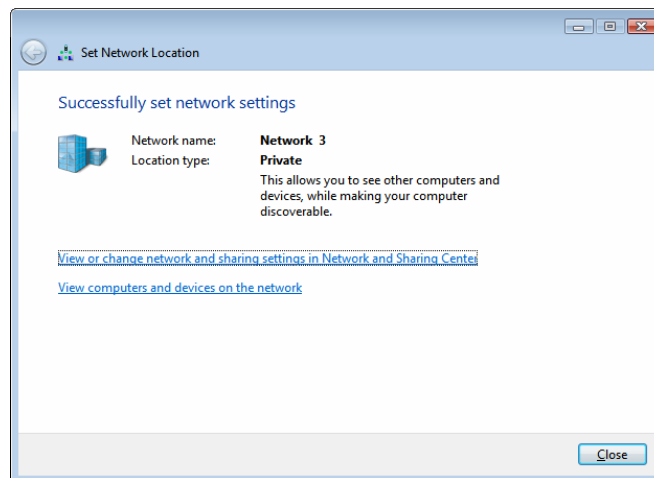 Set Network Location
Successfully set network settings
Network name: Network 3
Location type: Private
This allows you to see other computers and
devices, while making your computer
discoverable.
View or change network and sharing settings in Network and Sharing Center
View computers and devices on the network
Close